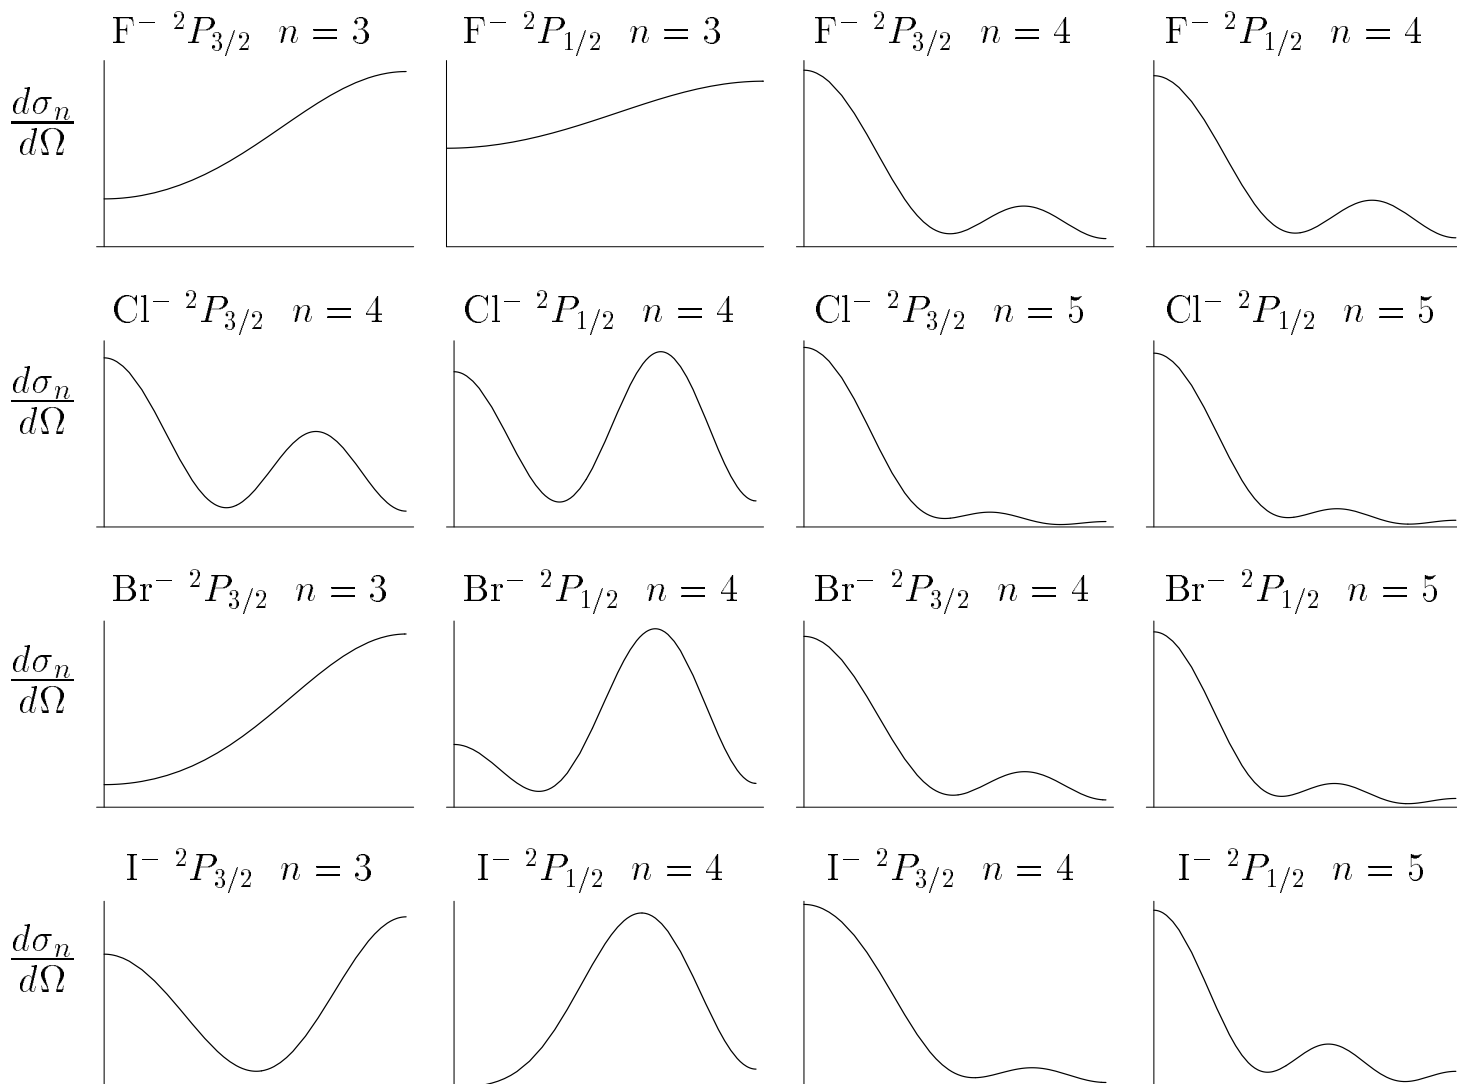 F⁻ ²P₃/₂ n = 3
F⁻ ²P₁/₂ n = 3
F⁻ ²P₃/₂ n = 4
F⁻ ²P₁/₂ n = 4
dσₙ
dΩ
Cl⁻ ²P₃/₂ n = 4
Cl⁻ ²P₁/₂ n = 4
Cl⁻ ²P₃/₂ n = 5
Cl⁻ ²P₁/₂ n = 5
dσₙ
dΩ
Br⁻ ²P₃/₂ n = 3
Br⁻ ²P₁/₂ n = 4
Br⁻ ²P₃/₂ n = 4
Br⁻ ²P₁/₂ n = 5
dσₙ
dΩ
I⁻ ²P₃/₂ n = 3
I⁻ ²P₁/₂ n = 4
I⁻ ²P₃/₂ n = 4
I⁻ ²P₁/₂ n = 5
dσₙ
dΩ